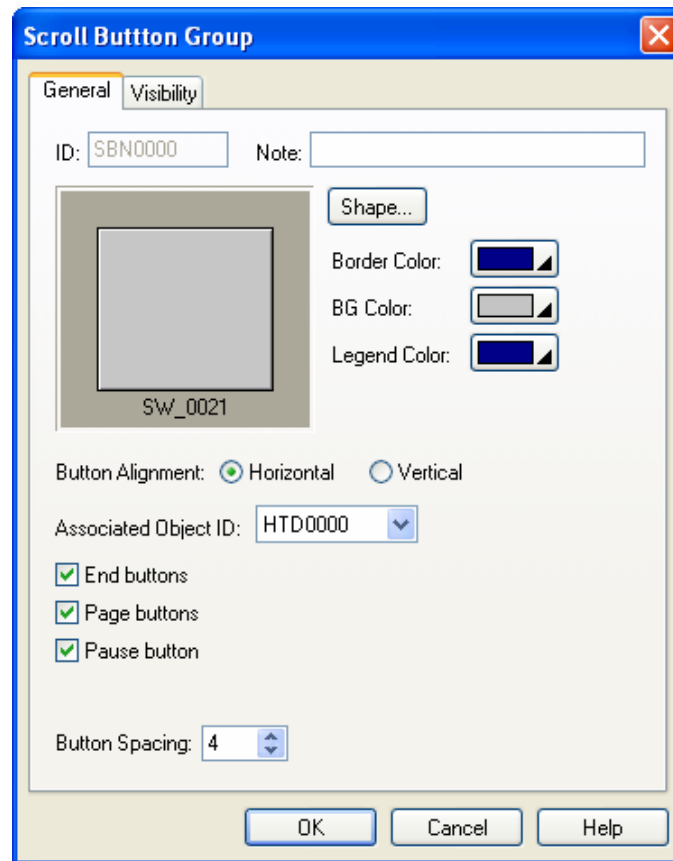 Scroll Buttton Group
General Visibility
ID: SBN0000 Note:
Shape...
Border Color:
BG Color:
Legend Color:
SW_0021
Button Alignment: Horizontal Vertical
Associated Object ID: HTD0000
End buttons
Page buttons
Pause button
Button Spacing: 4
OK Cancel Help